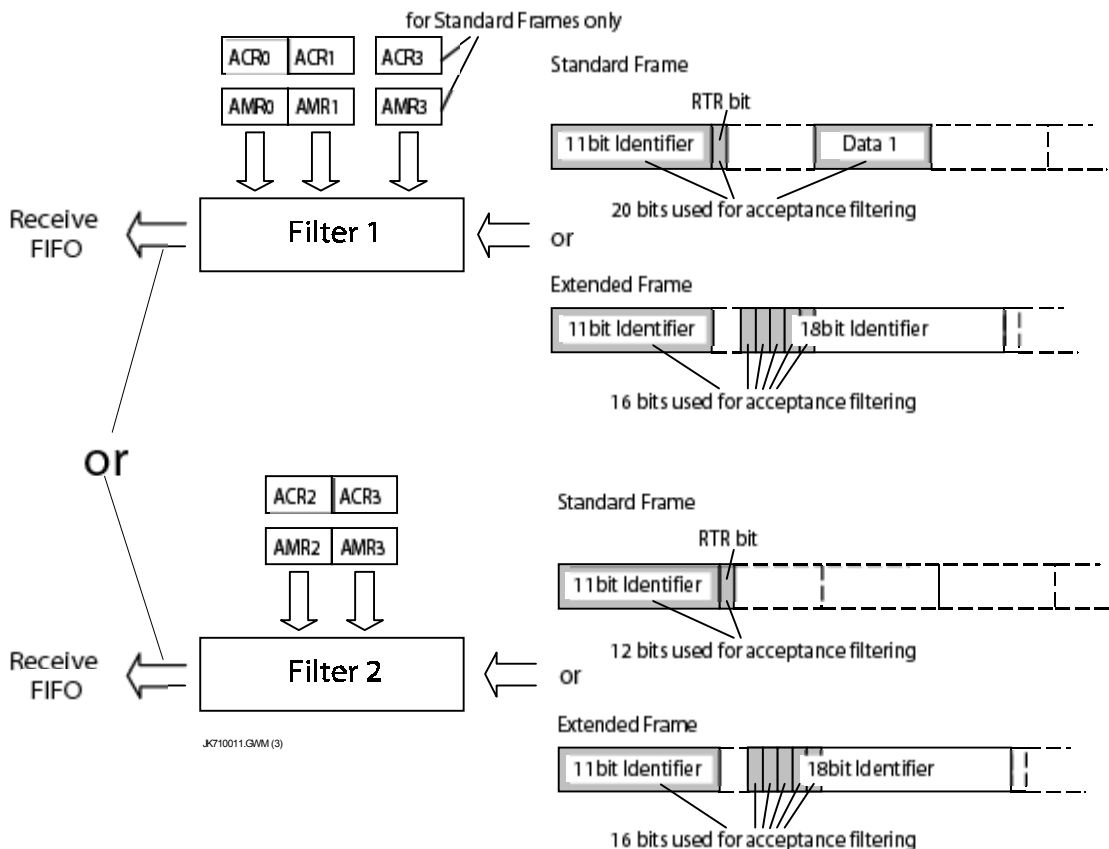 for Standard Frames only
ACR0 ACR1 ACR3
AMR0 AMR1 AMR3
Standard Frame
RTR bit
11bit Identifier
Data 1
20 bits used for acceptance filtering
Receive
FIFO
Filter 1
or
Extended Frame
11bit Identifier
18bit Identifier
16 bits used for acceptance filtering
or
ACR2 ACR3
AMR2 AMR3
Standard Frame
RTR bit
11bit Identifier
12 bits used for acceptance filtering
Receive
FIFO
Filter 2
or
JK710011.GWM (3)
Extended Frame
11bit Identifier
18bit Identifier
16 bits used for acceptance filtering